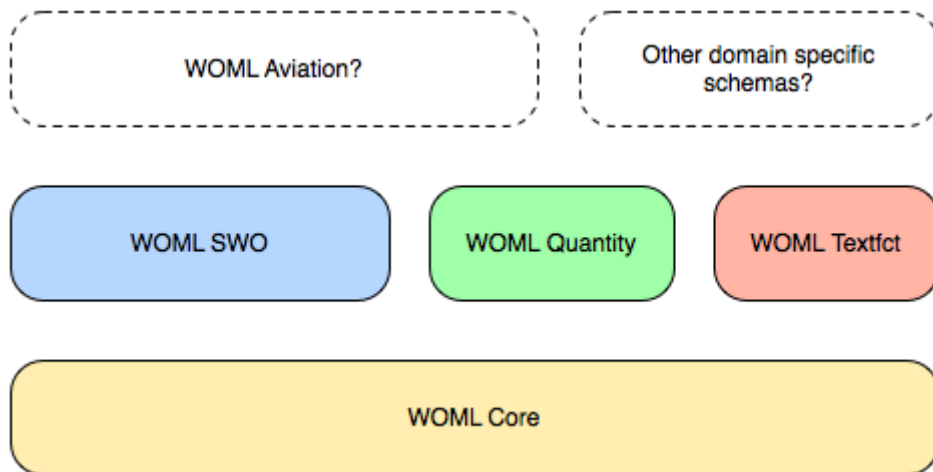 WOML Aviation?
Other domain specific
schemas?
WOML SWO
WOML Quantity
WOML Textfct
WOML Core